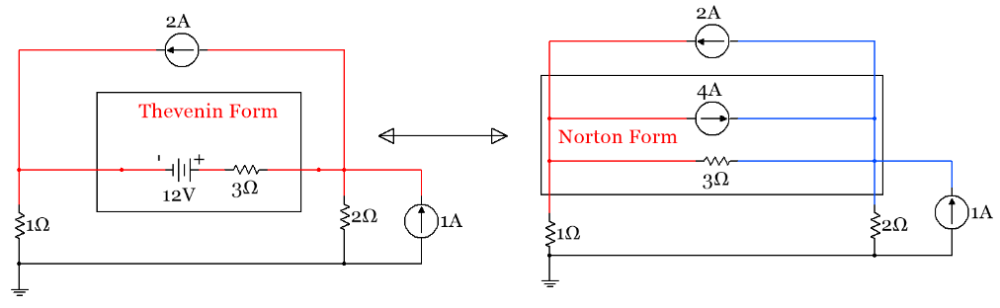 2A
Thevenin Form
- +
12V
3Ω
1Ω
2Ω
1A
2A
4A
Norton Form
3Ω
1Ω
2Ω
1A